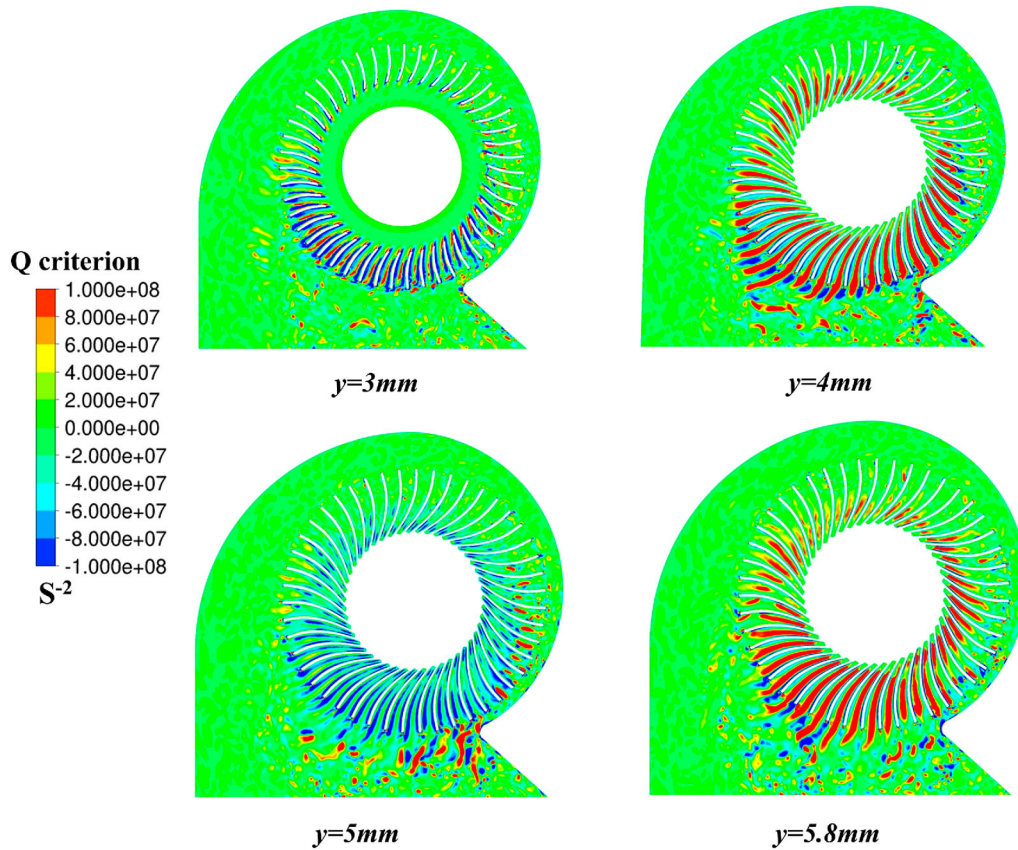 Q criterion
1.000e+08
8.000e+07
6.000e+07
4.000e+07
2.000e+07
0.000e+00
-2.000e+07
-4.000e+07
-6.000e+07
-8.000e+07
-1.000e+08
S⁻²
y=3mm
y=4mm
y=5mm
y=5.8mm